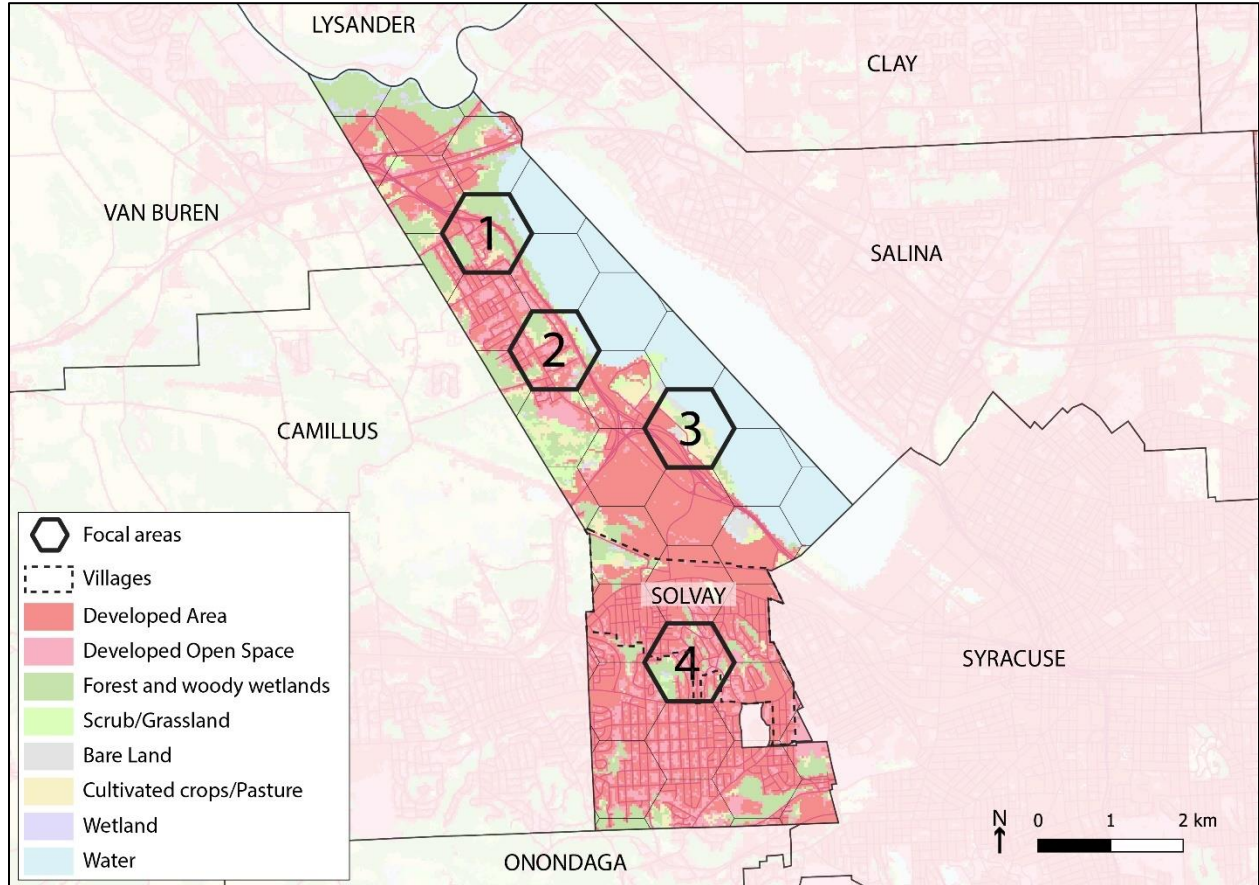 LYSANDER
CLAY
VAN BUREN
SALINA
1
2
CAMILLUS
3
Focal areas
Villages
Developed Area
Developed Open Space
Forest and woody wetlands
Scrub/Grassland
Bare Land
Cultivated crops/Pasture
Wetland
Water
SOLVAY
4
SYRACUSE
N
0 1 2 km
ONONDAGA